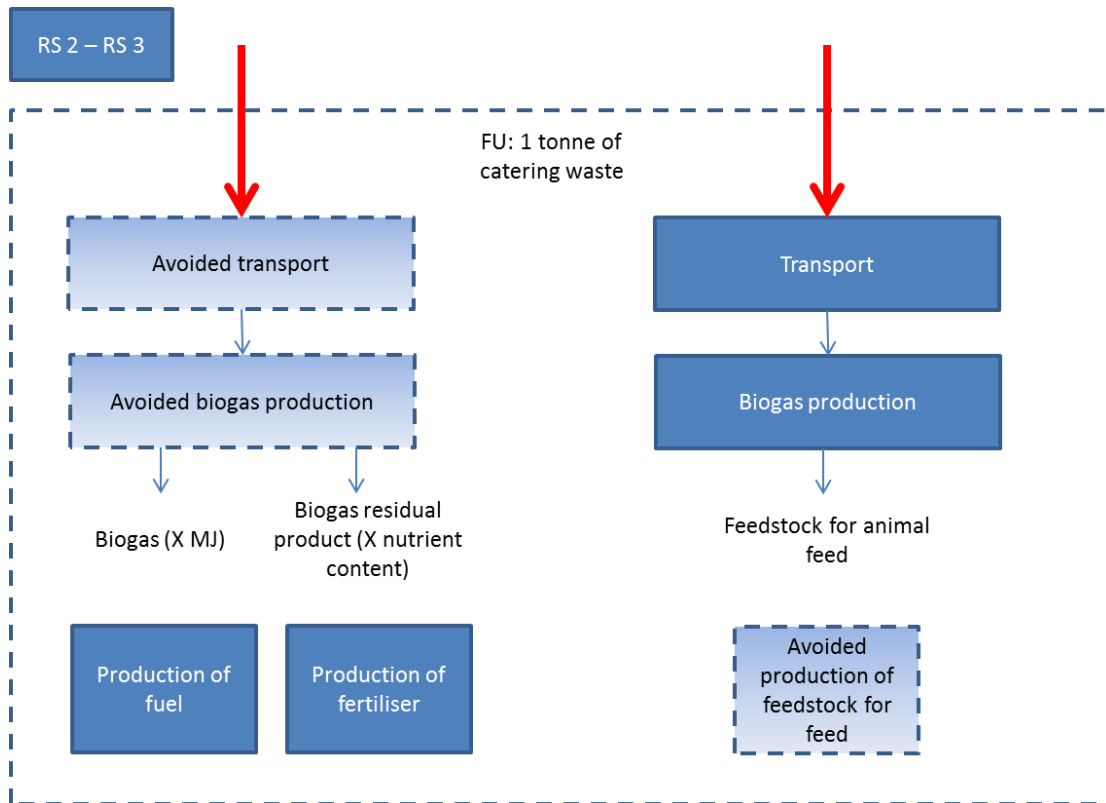 RS 2 – RS 3
FU: 1 tonne of
catering waste
Avoided transport
Transport
Avoided biogas production
Biogas production
Biogas (X MJ)
Biogas residual
product (X nutrient
content)
Feedstock for animal
feed
Production of
fuel
Production of
fertiliser
Avoided
production of
feedstock for
feed